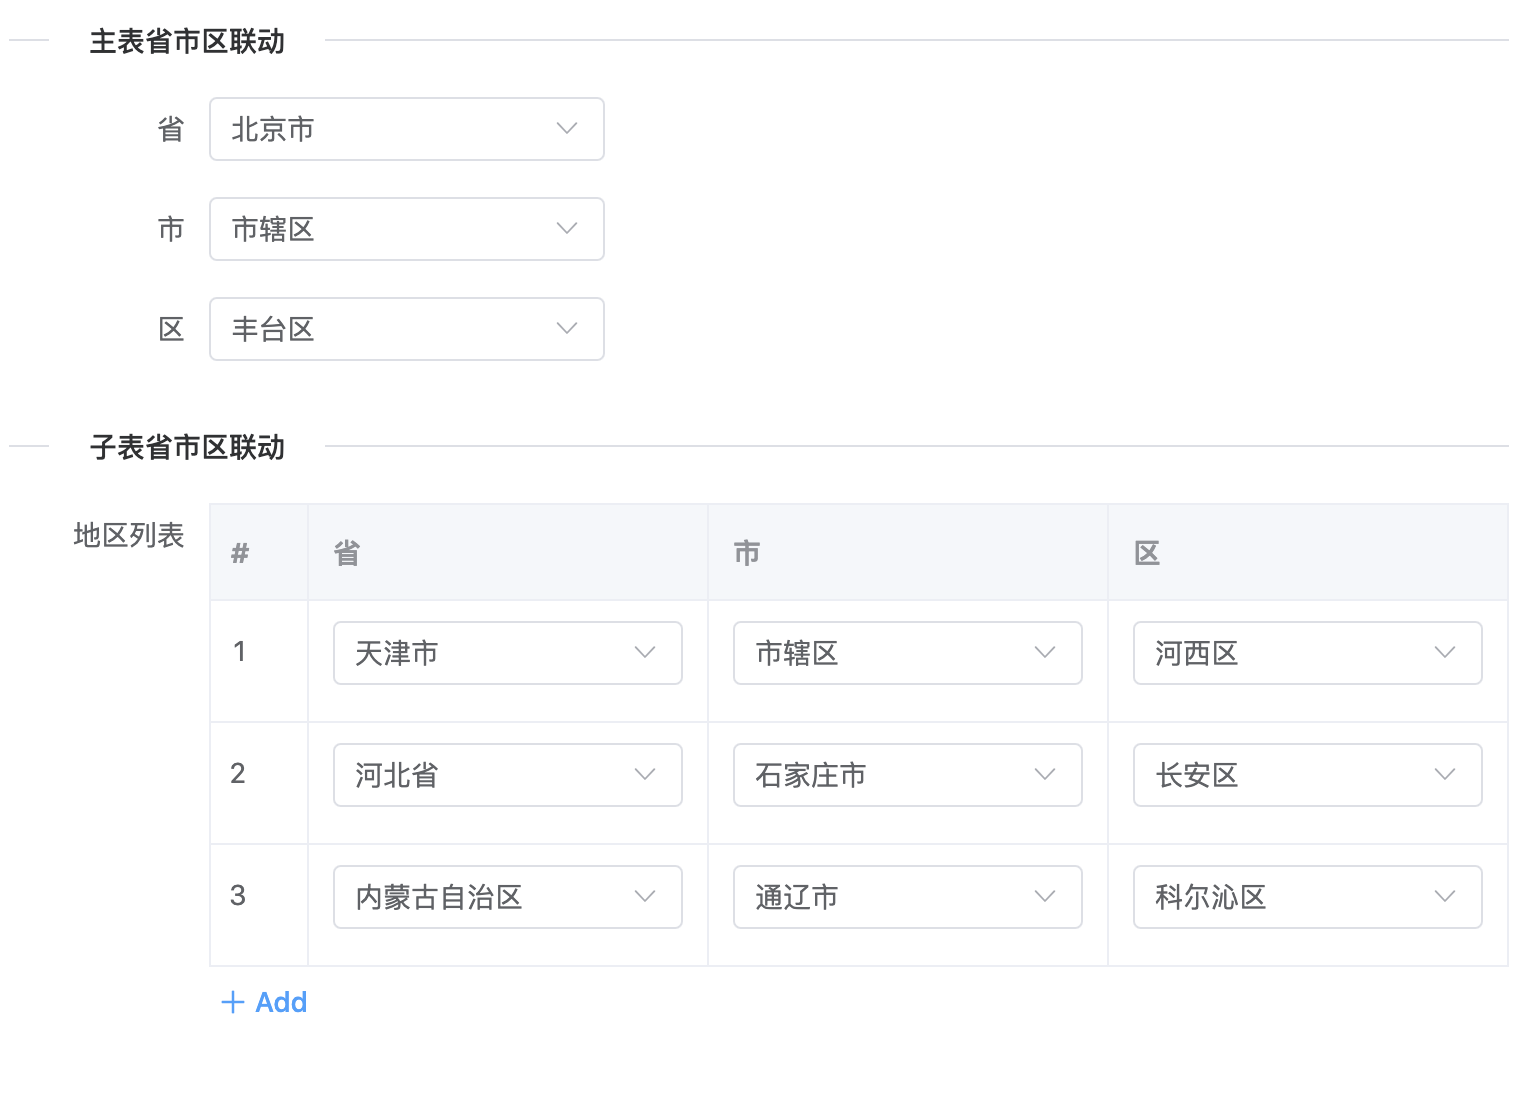 主表省市区联动
省 北京市
市 市辖区
区 丰台区
子表省市区联动
地区列表
# 省 市 区
1 天津市 市辖区 河西区
2 河北省 石家庄市 长安区
3 内蒙古自治区 通辽市 科尔沁区
+ Add